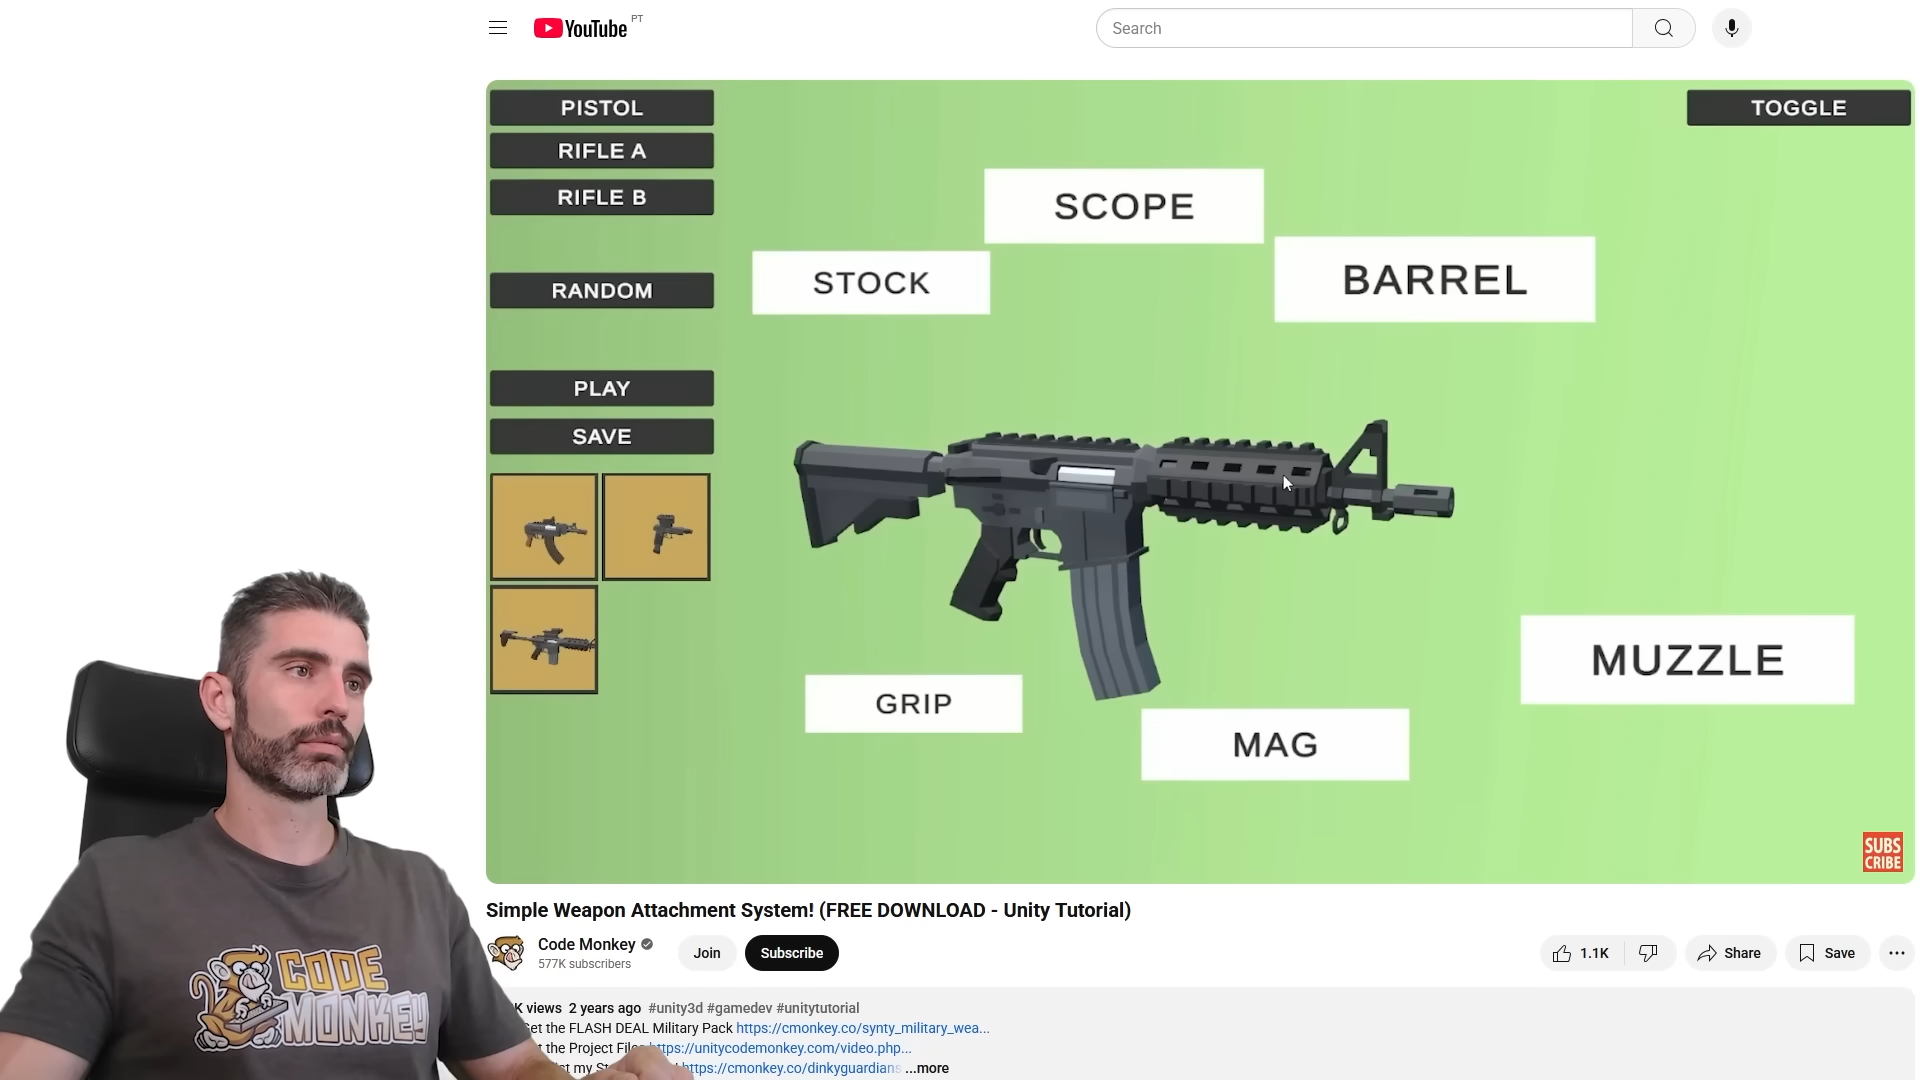 YouTube PT
Search
PISTOL
RIFLE A
RIFLE B
RANDOM
PLAY
SAVE
TOGGLE
SCOPE
STOCK
BARREL
GRIP
MAG
MUZZLE
SUBS
CRIBE
Simple Weapon Attachment System! (FREE DOWNLOAD - Unity Tutorial)
Code Monkey
577K subscribers
Join
Subscribe
1.1K
Share
Save
K views 2 years ago #unity3d #gamedev #unitytutorial
Get the FLASH DEAL Military Pack https://cmonkey.co/synty_military_wea...
the Project https://unitycodemonkey.com/video.php...
my https://cmonkey.co/dinkyguardians ...more
CODE
MONKEY